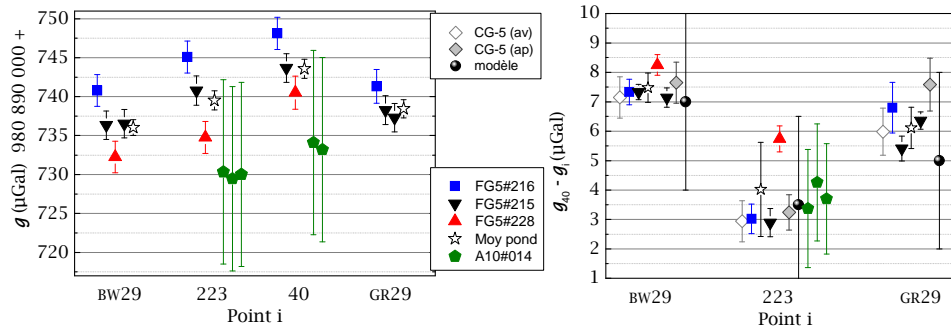 g (µGal) 980 890 000 +
750
745
740
735
730
725
720
BW29 223 40 GR29
Point i
CG-5 (av)
CG-5 (ap)
modèle
FG5#216
FG5#215
FG5#228
Moy pond
A10#014
g40 - gi (µGal)
10
9
8
7
6
5
4
3
2
1
BW29 223 GR29
Point i